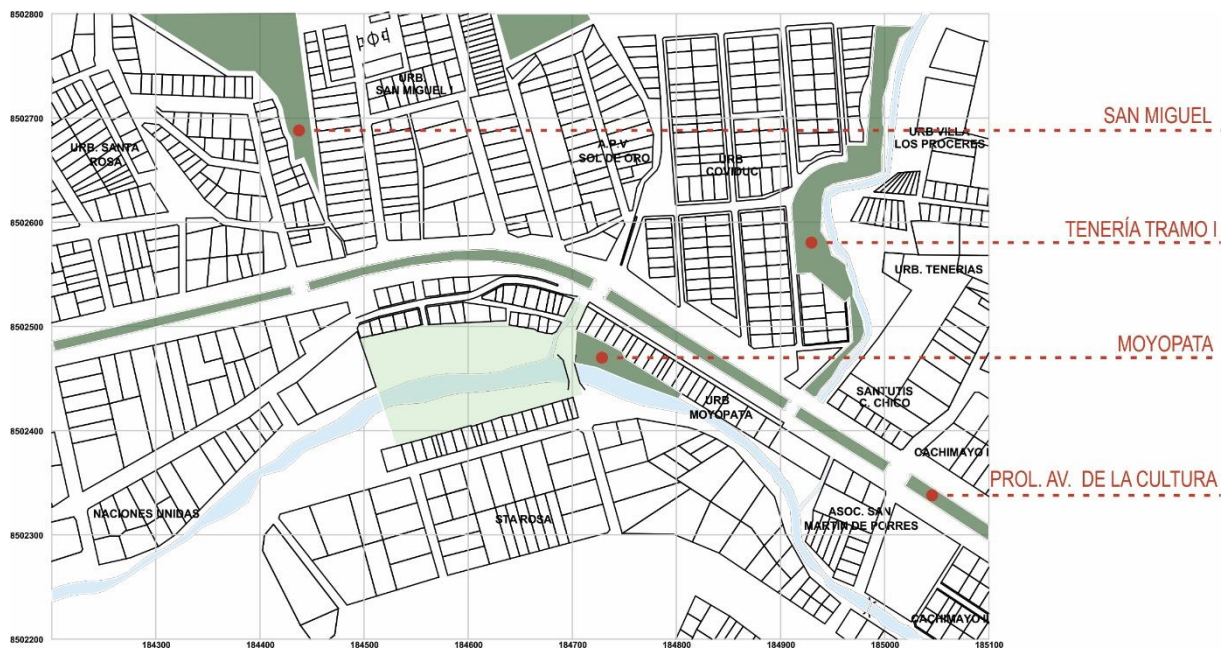 8502800
URB.
SAN MIGUEL I
8502700
SAN MIGUEL
URB. SANTA
ROSA
A.P.V
SOL DE ORO
URB
COVIDUC
URB VILLA
LOS PROCERES
8502600
TENERÍA TRAMO I
URB. TENERIAS
8502500
MOYOPATA
URB
MOYOPATA
SANTUTIS
C. CHICO
8502400
CACHIMAYO I
PROL. AV. DE LA CULTURA
NACIONES UNIDAS
STA ROSA
ASOC. SAN
MARTIN DE PORRES
8502300
CACHIMAYO II
8502200
184300
184400
184500
184600
184700
184800
184900
185000
185100